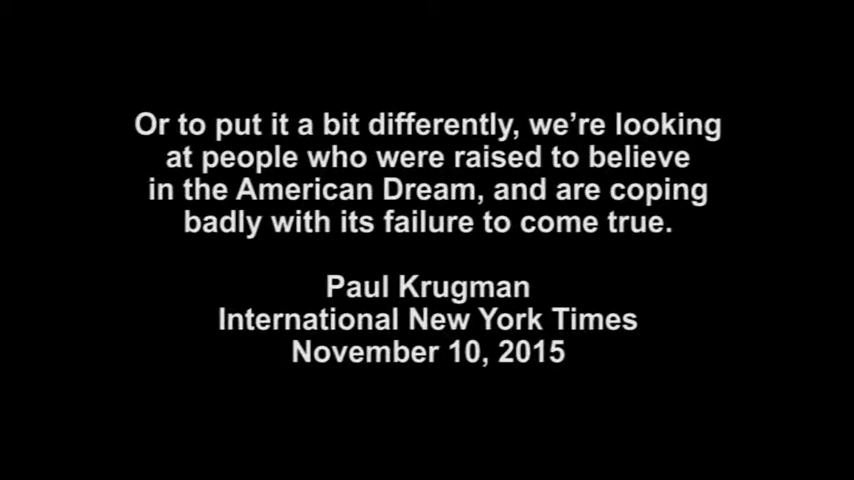 Or to put it a bit differently, we’re looking
at people who were raised to believe
in the American Dream, and are coping
badly with its failure to come true.
Paul Krugman
International New York Times
November 10, 2015